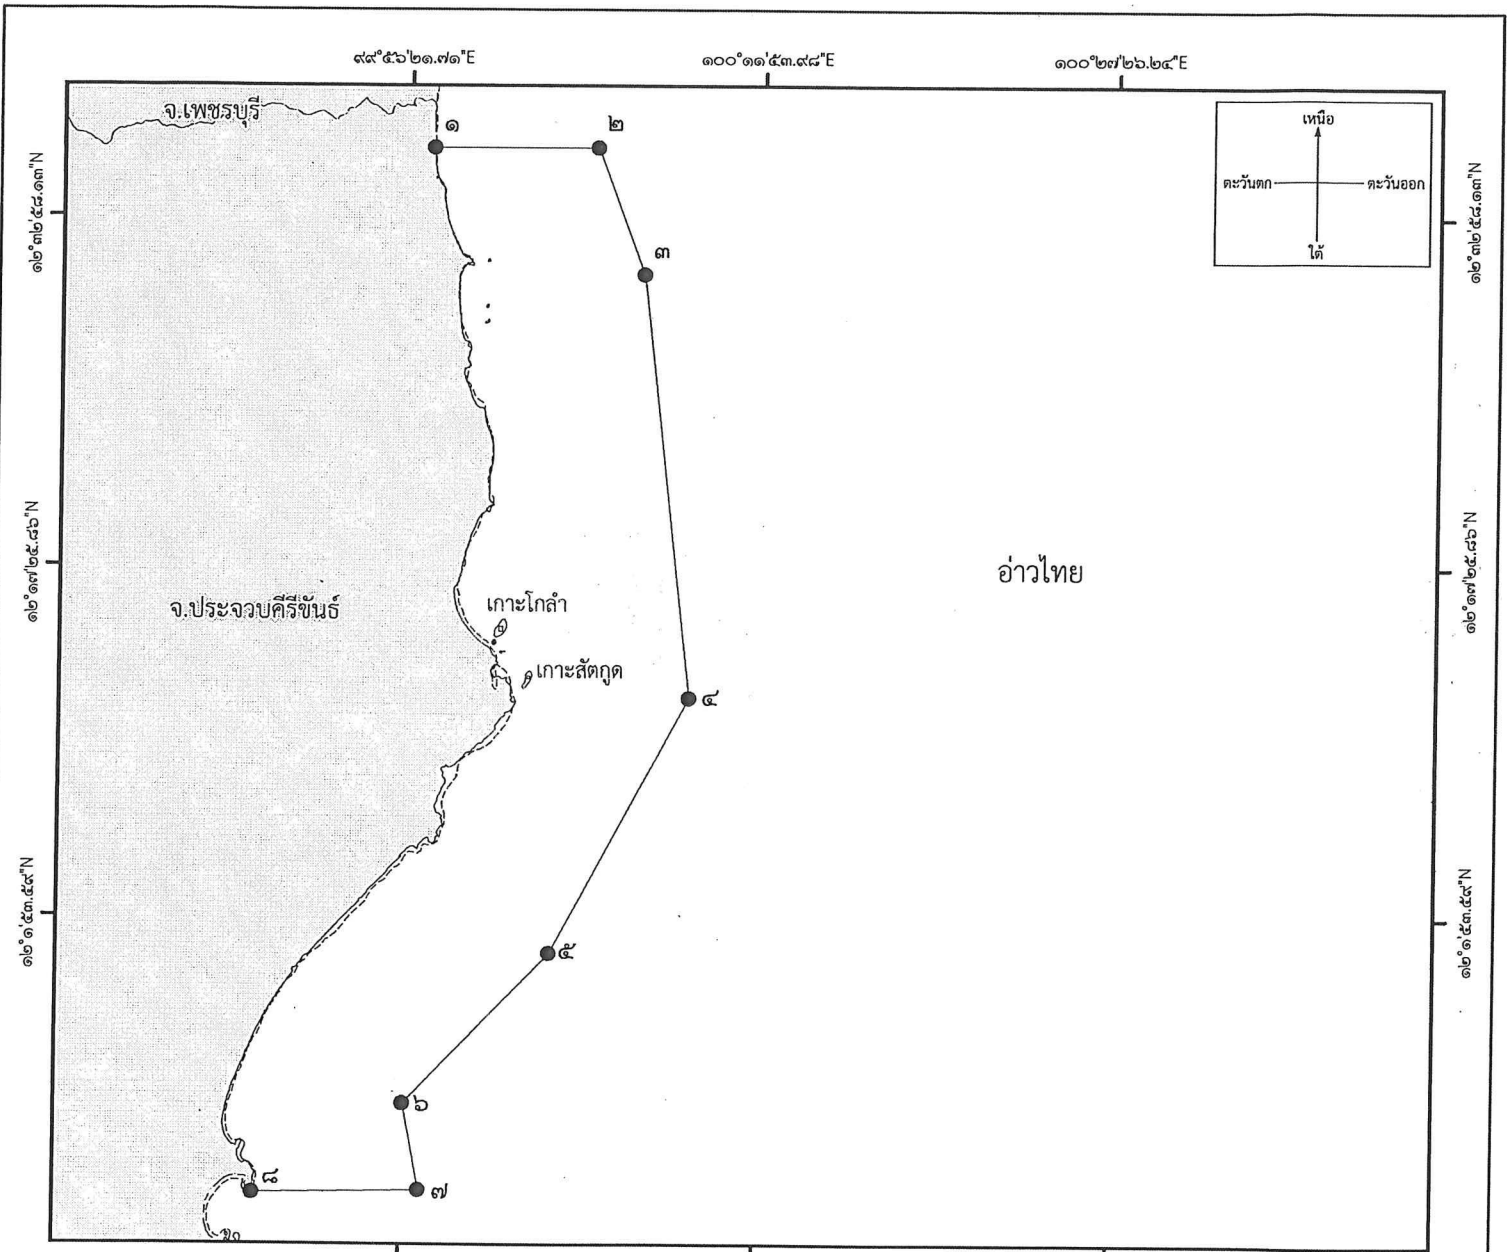 ๙๙°๕๖'๒๑.๗๑"E
๑๐๐°๑๑'๕๓.๙๘"E
๑๐๐°๒๗'๒๖.๒๔"E
จ.เพชรบุรี
๑
๒
เหนือ
ตะวันตก
ตะวันออก
ใต้
๑๒°๓๒'๕๘.๑๓"N
๑๒°๓๒'๕๘.๑๓"N
๓
๑๒°๑๗'๒๕.๘๖"N
๑๒°๑๗'๒๕.๘๖"N
อ่าวไทย
จ.ประจวบคีรีขันธ์
เกาะโกลำ
เกาะสัตกูด
๔
๑๒°๑'๕๓.๕๙"N
๑๒°๑'๕๓.๕๙"N
๕
๖
๘
๗